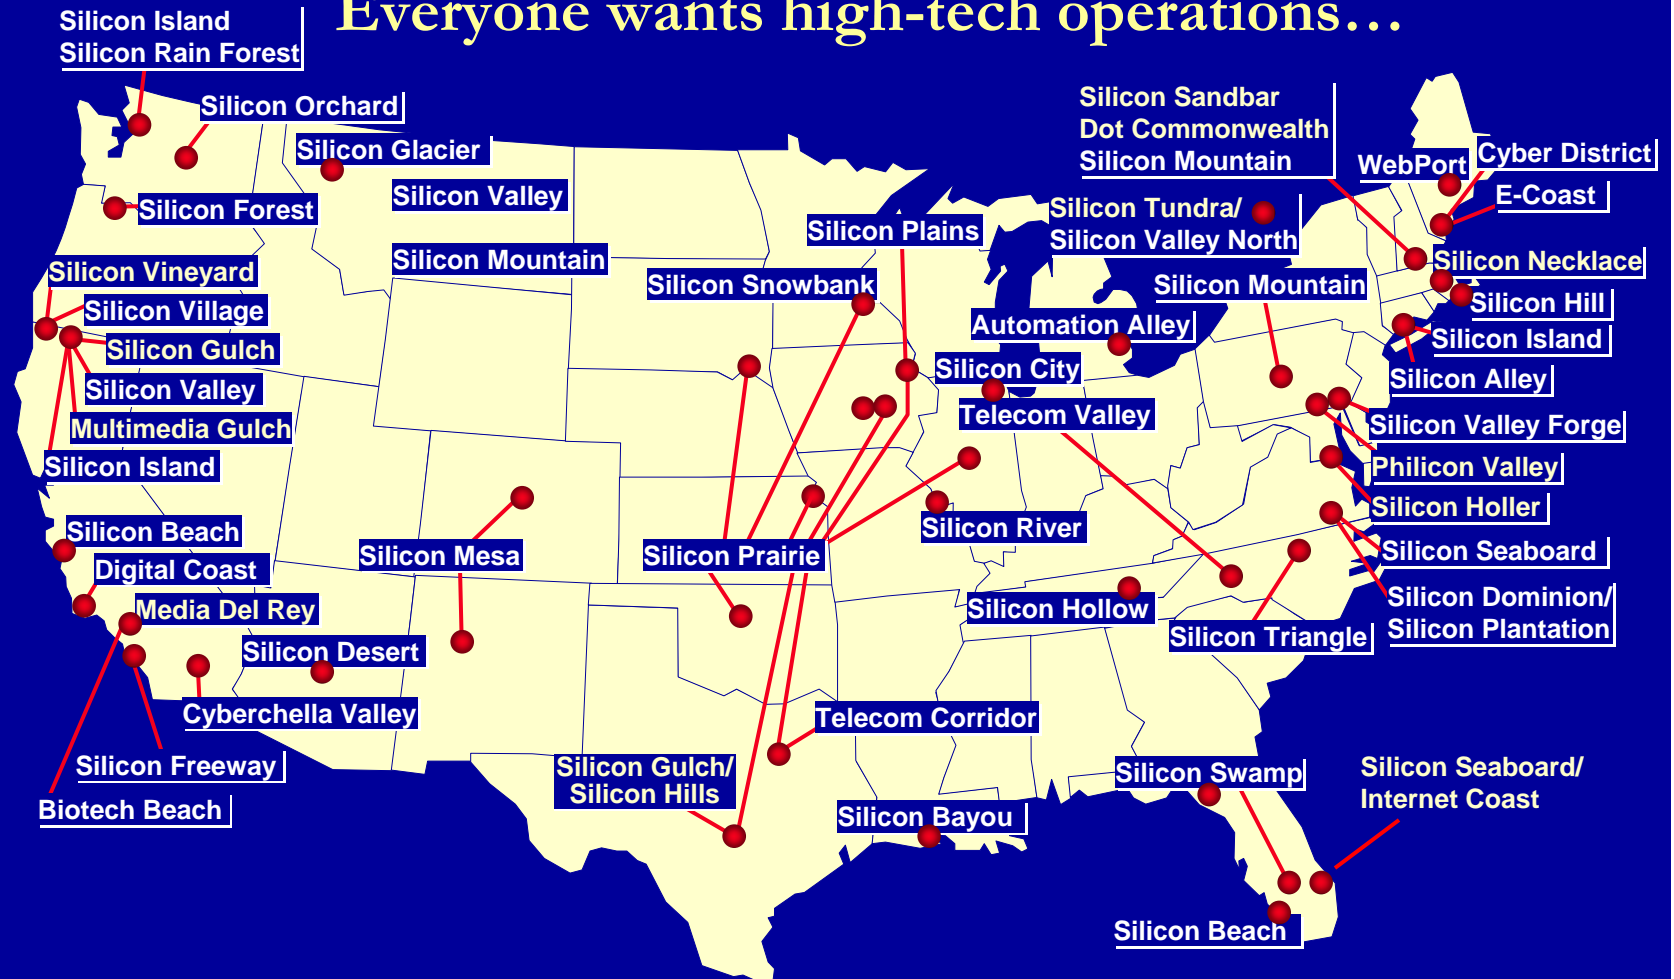 Everyone wants high-tech operations…
Silicon Island
Silicon Rain Forest
Silicon Orchard
Silicon Glacier
Silicon Valley
Silicon Forest
Silicon Mountain
Silicon Vineyard
Silicon Village
Silicon Gulch
Silicon Valley
Multimedia Gulch
Silicon Island
Silicon Beach
Digital Coast
Media Del Rey
Silicon Desert
Cyberchella Valley
Silicon Freeway
Biotech Beach
Silicon Mesa
Silicon Plains
Silicon Snowbank
Silicon Prairie
Silicon Gulch/
Silicon Hills
Telecom Corridor
Silicon Bayou
Silicon River
Silicon City
Automation Alley
Telecom Valley
Silicon Hollow
Silicon Tundra/
Silicon Valley North
Silicon Mountain
Silicon Sandbar
Dot Commonwealth
Silicon Mountain
WebPort
Cyber District
E-Coast
Silicon Necklace
Silicon Hill
Silicon Island
Silicon Alley
Silicon Valley Forge
Philicon Valley
Silicon Holler
Silicon Seaboard
Silicon Dominion/
Silicon Plantation
Silicon Triangle
Silicon Swamp
Silicon Seaboard/
Internet Coast
Silicon Beach